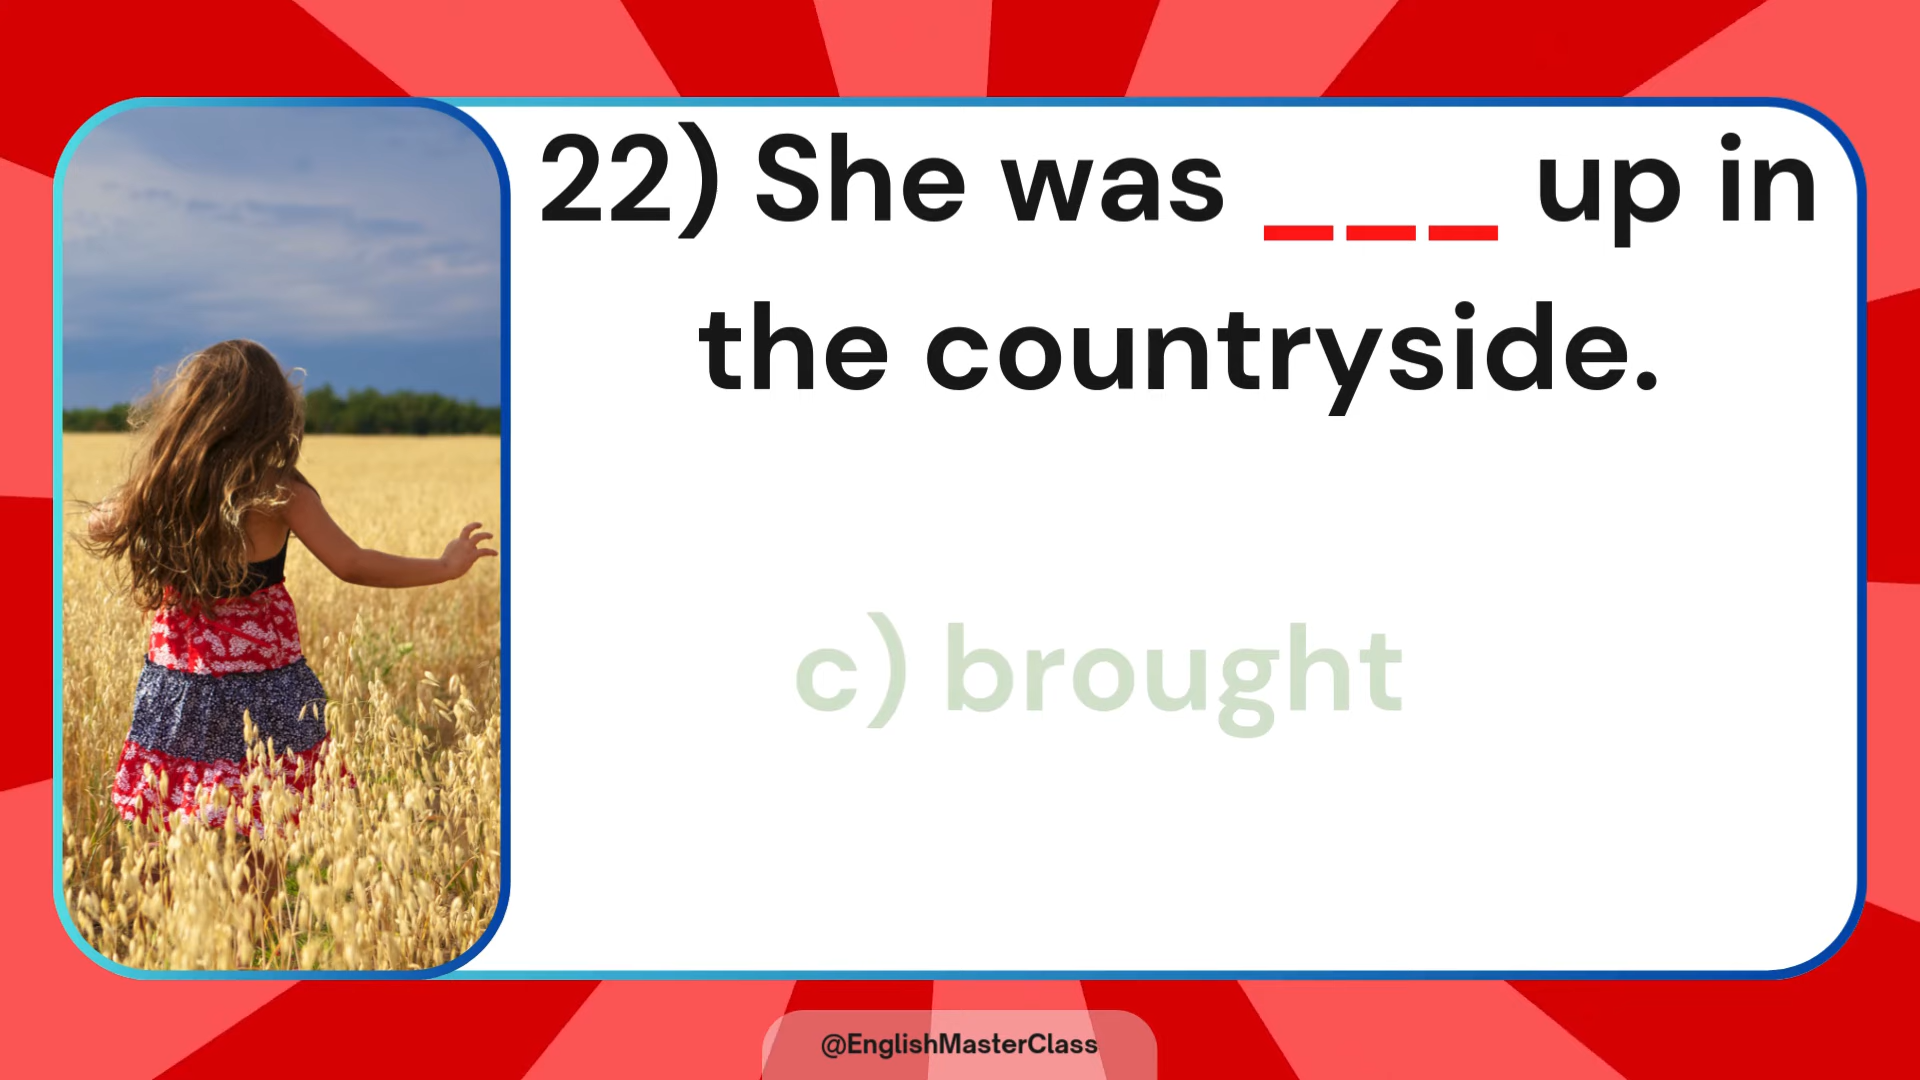 22) She was ___ up in
the countryside.
c) brought
@EnglishMasterClass